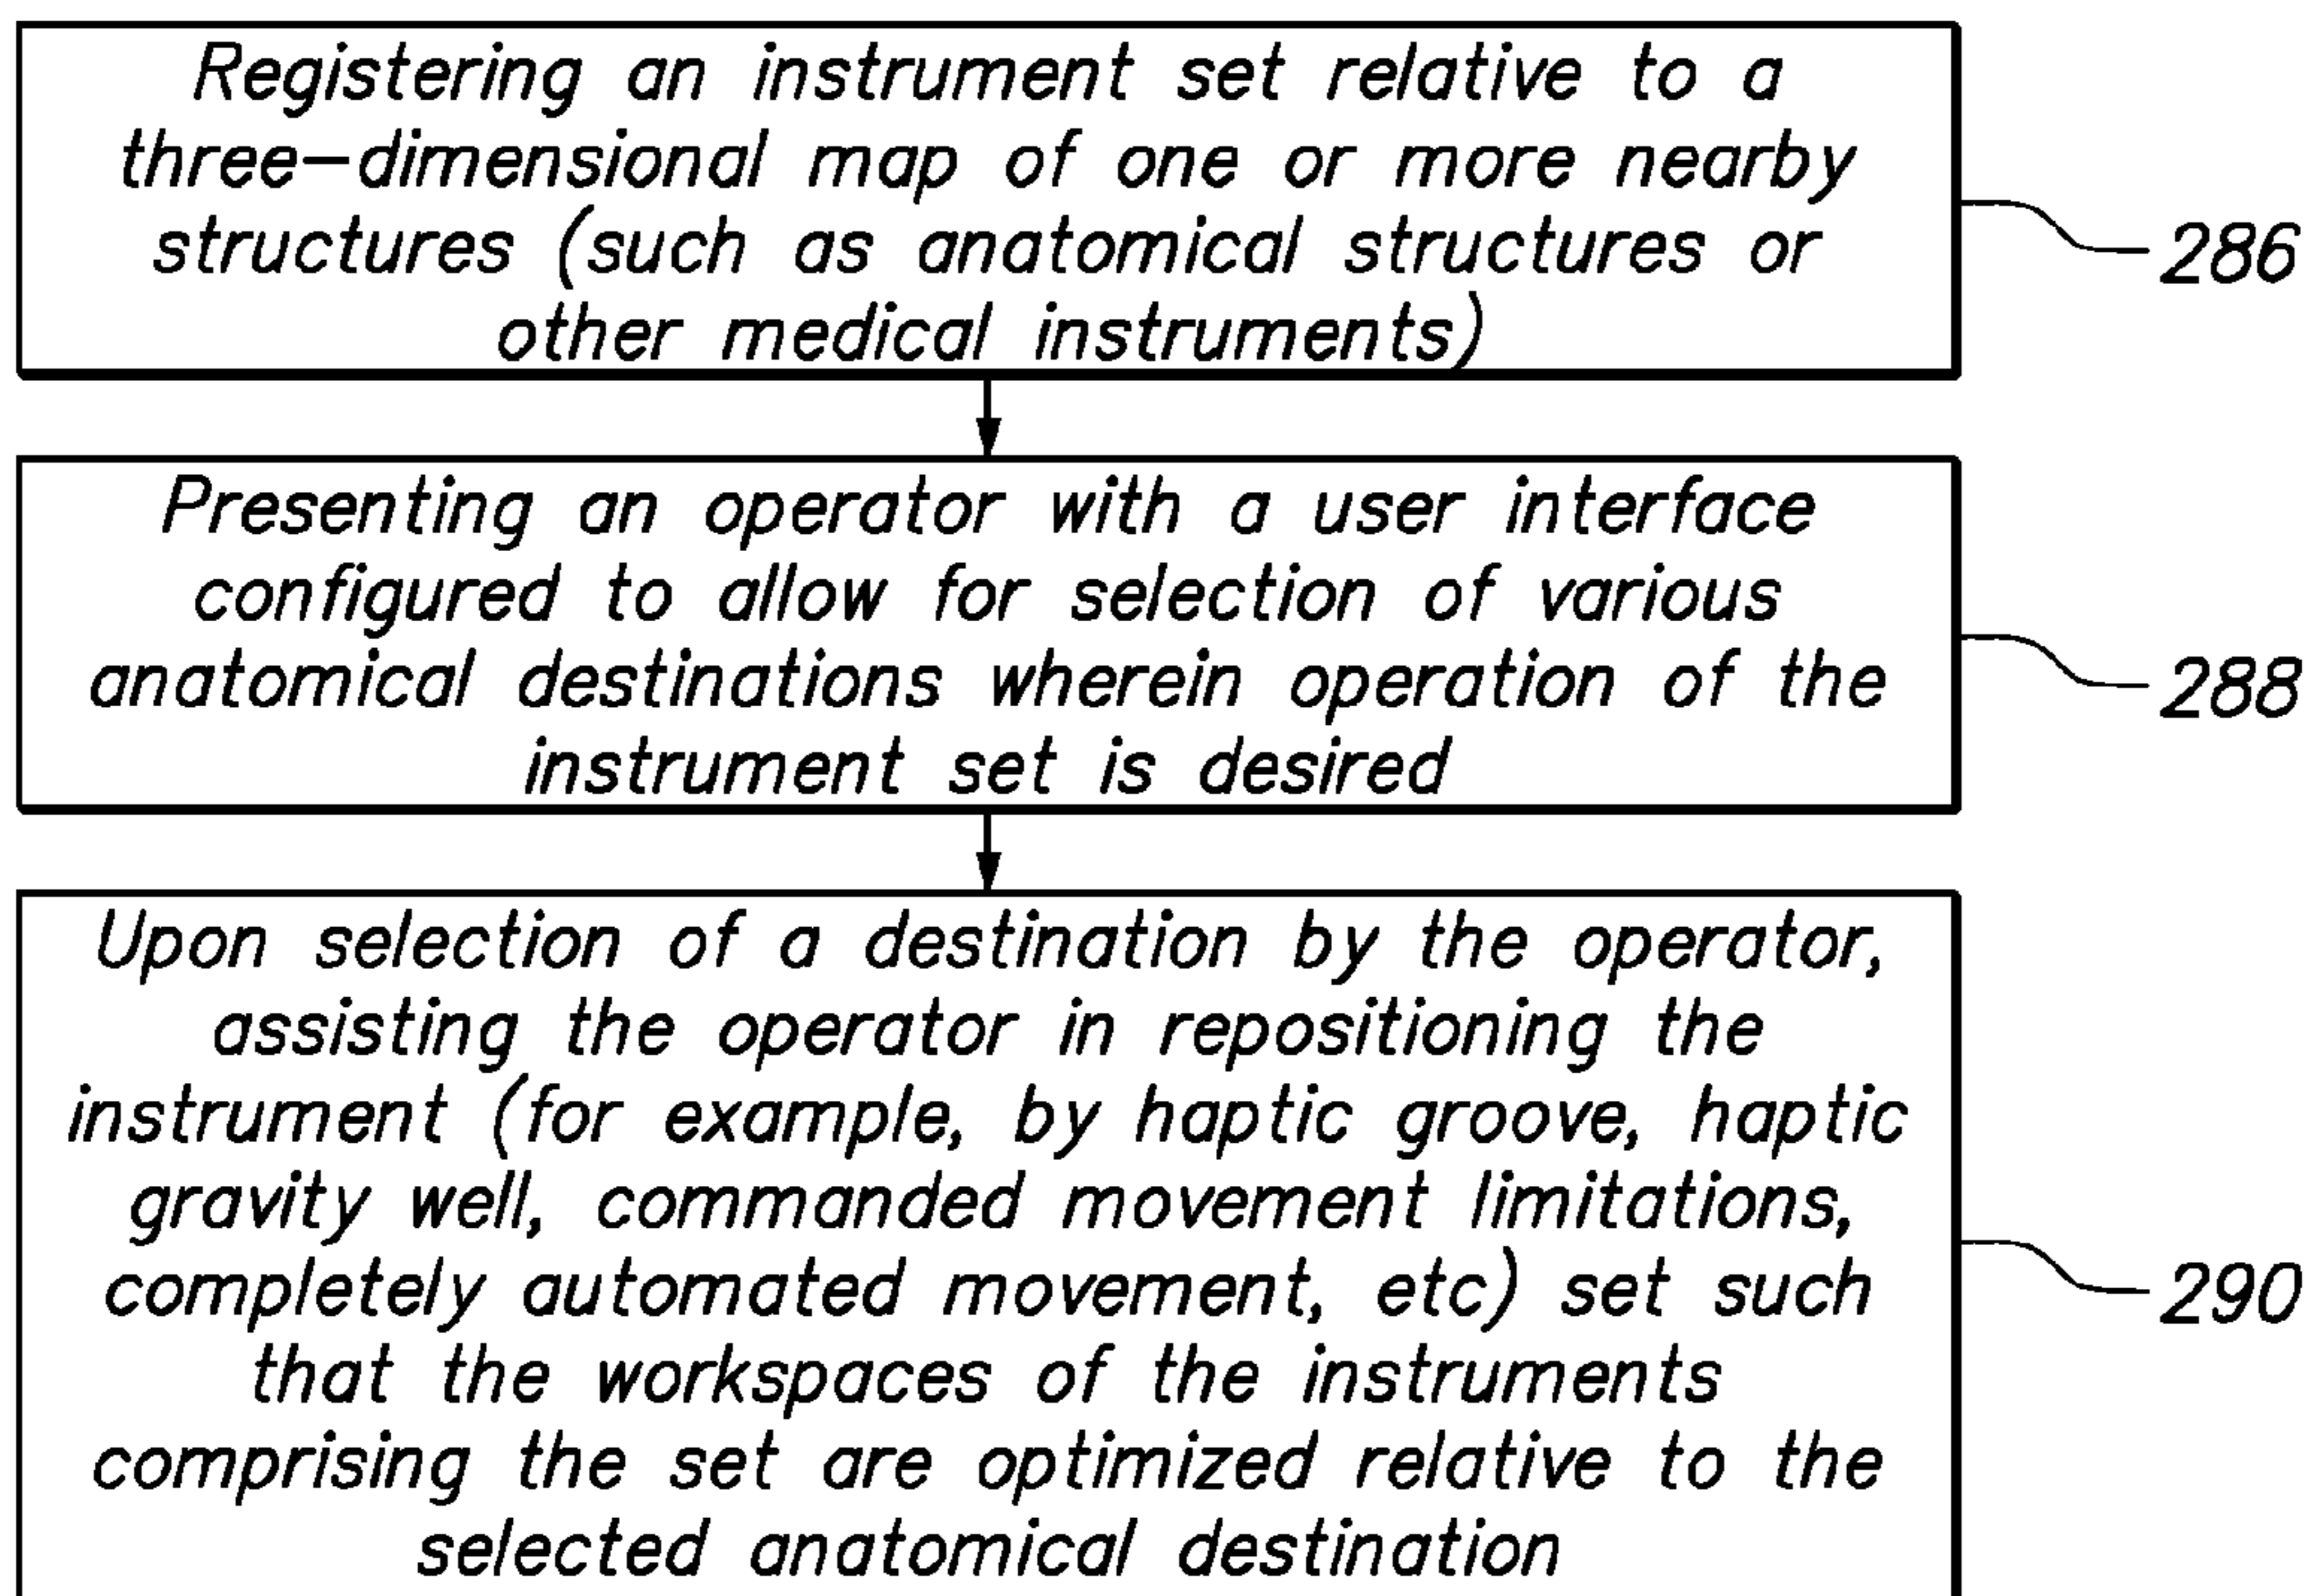 Registering an instrument set relative to a
three-dimensional map of one or more nearby
structures (such as anatomical structures or
other medical instruments)
286
Presenting an operator with a user interface
configured to allow for selection of various
anatomical destinations wherein operation of the
instrument set is desired
288
Upon selection of a destination by the operator,
assisting the operator in repositioning the
instrument (for example, by haptic groove, haptic
gravity well, commanded movement limitations,
completely automated movement, etc) set such
that the workspaces of the instruments
comprising the set are optimized relative to the
selected anatomical destination
290